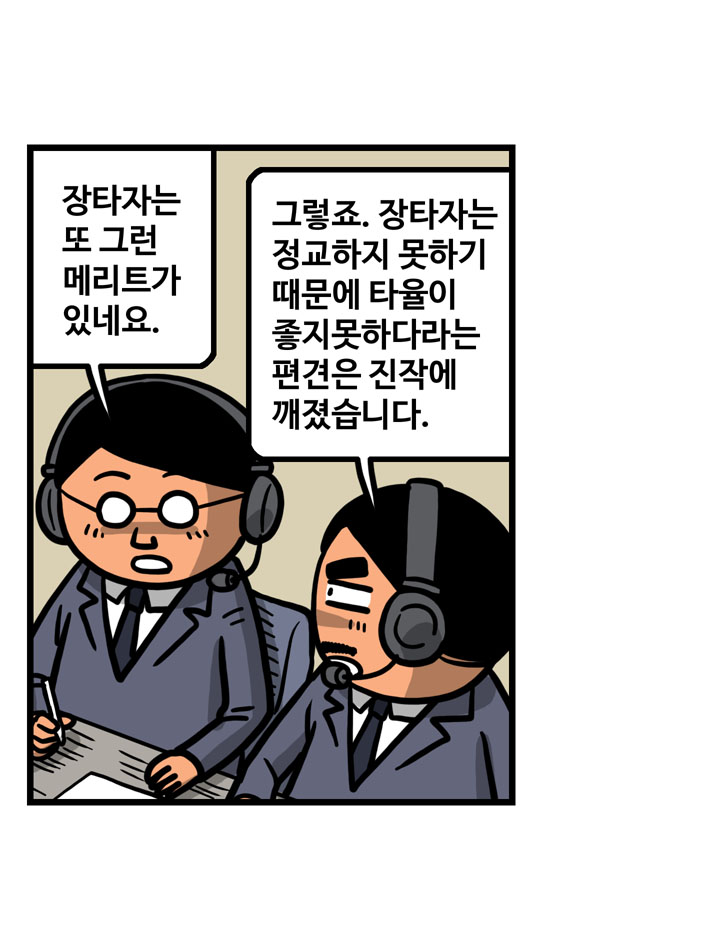 장타자는
또 그런
메리트가
있네요.
그렇죠. 장타자는
정교하지 못하기
때문에 타율이
좋지못하다라는
편견은 진작에
깨졌습니다.